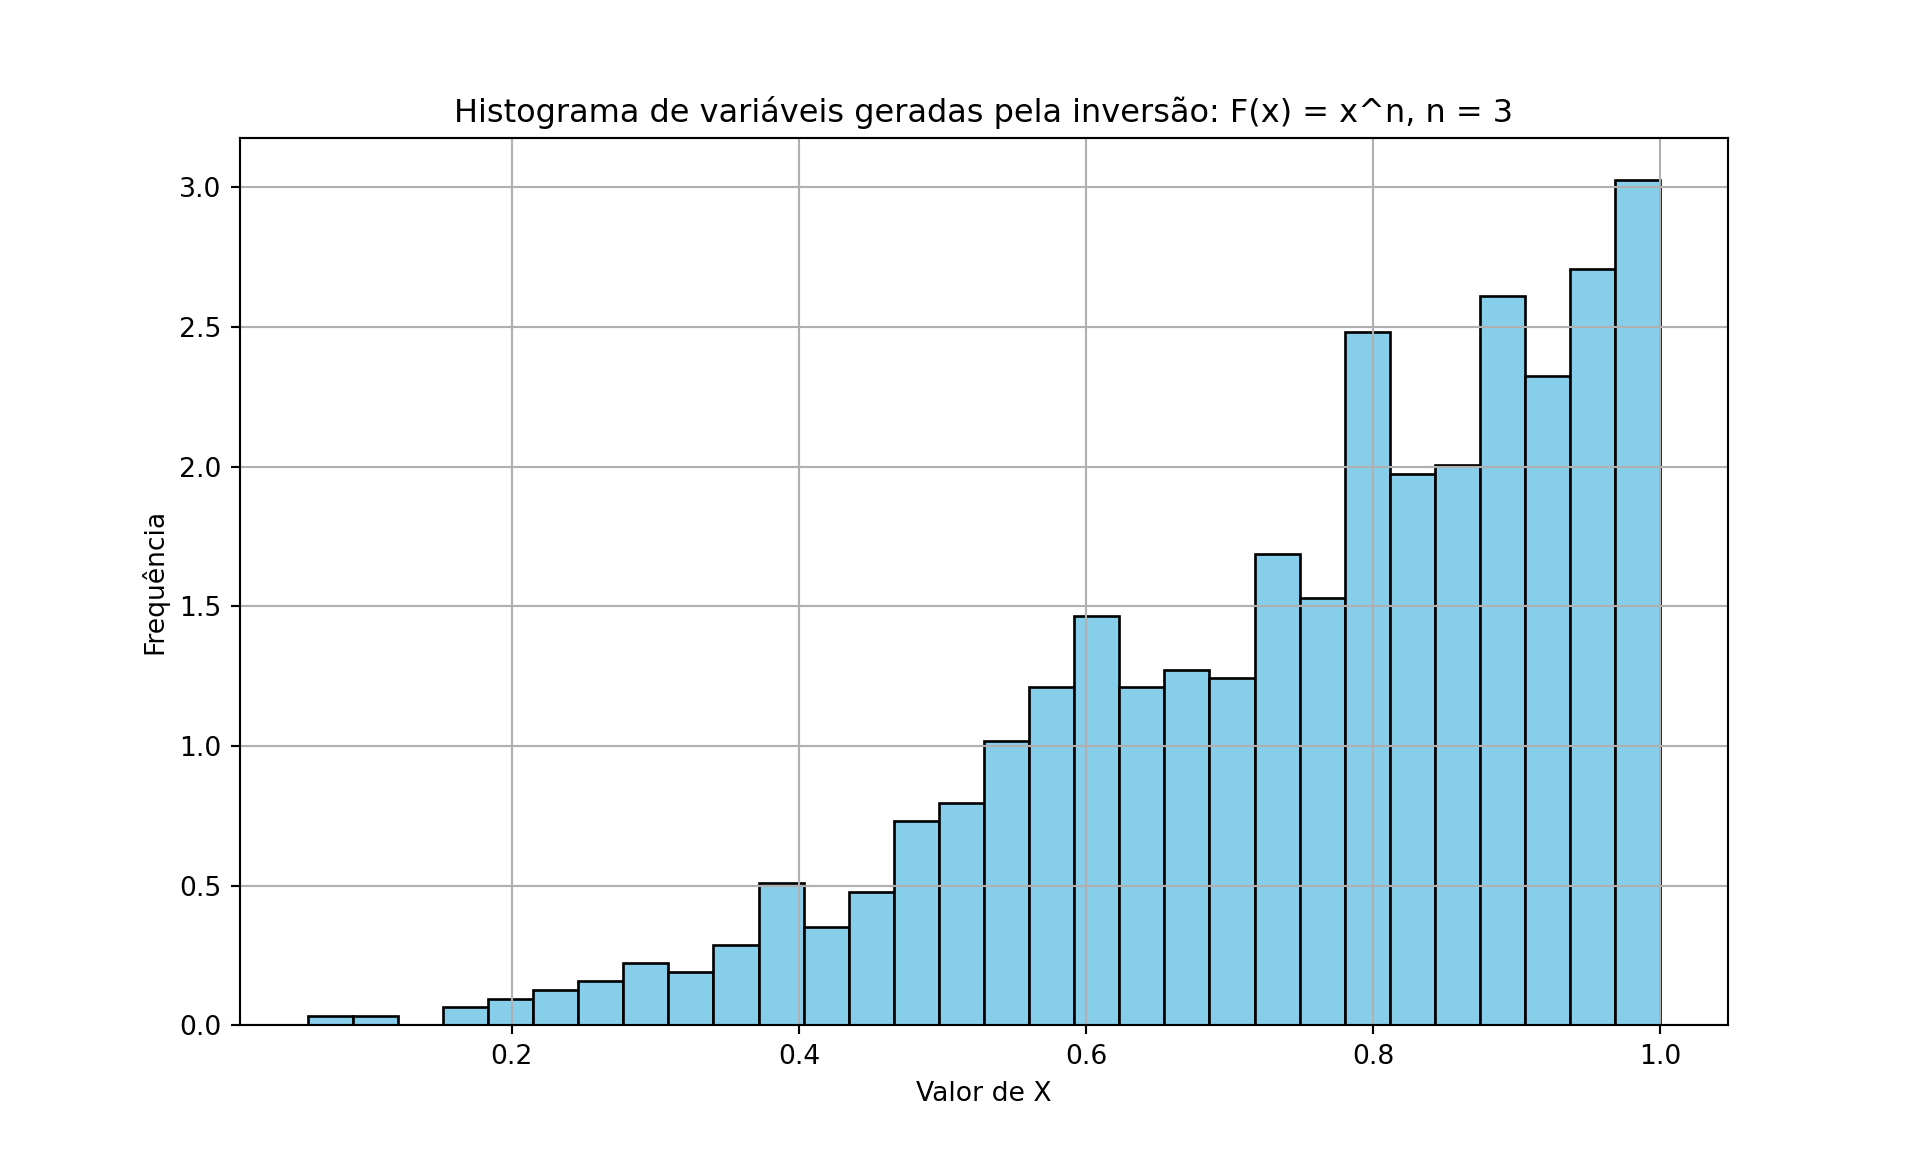 Histograma de variáveis geradas pela inversão: F(x) = x^n, n = 3
3.0
2.5
2.0
1.5
1.0
0.5
0.0
Frequência
0.2 0.4 0.6 0.8 1.0
Valor de X